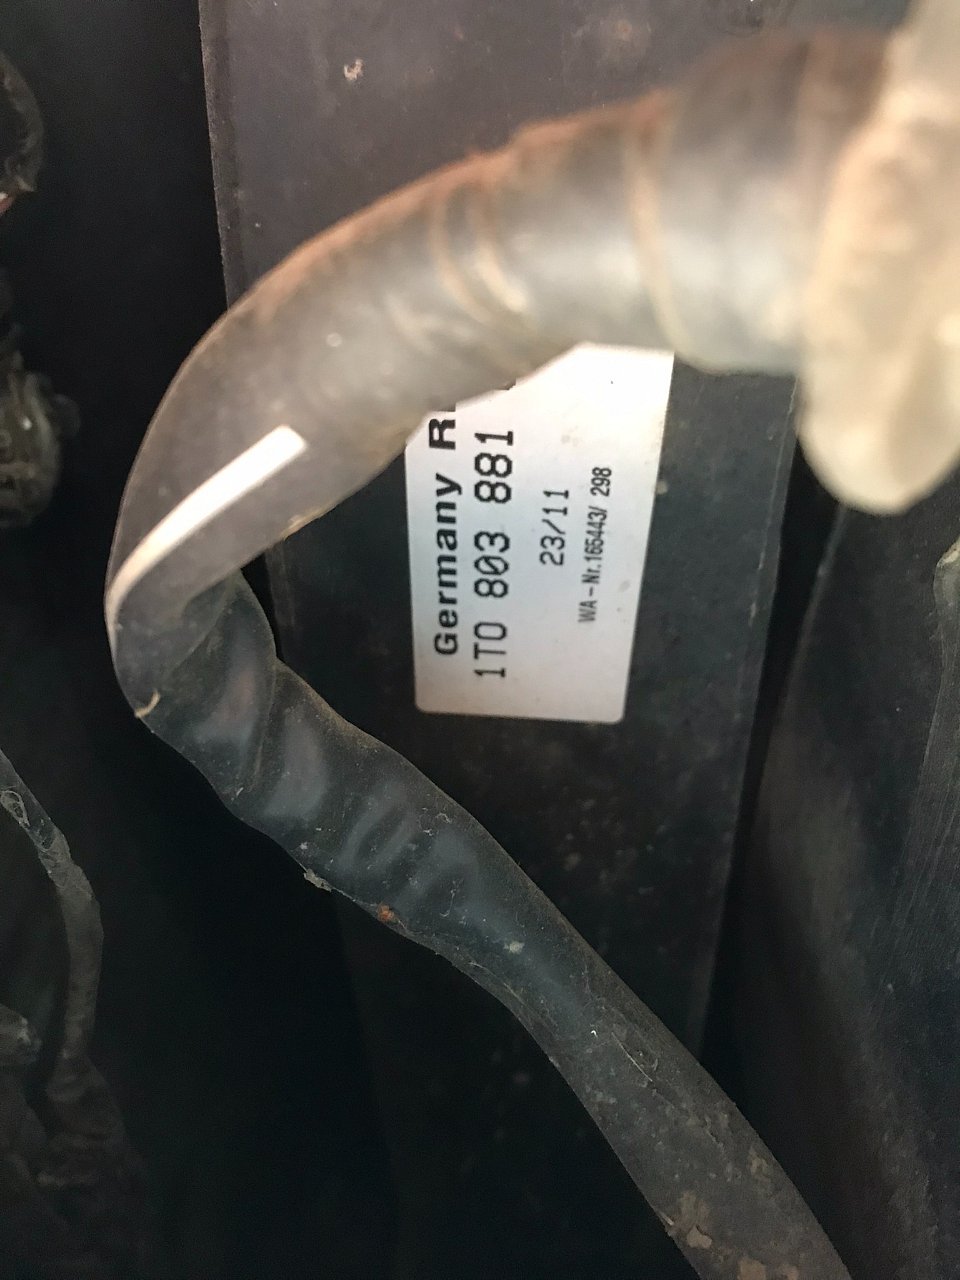 Germany
1T0 803 881
23/11
WA-Nr.165443/ 298